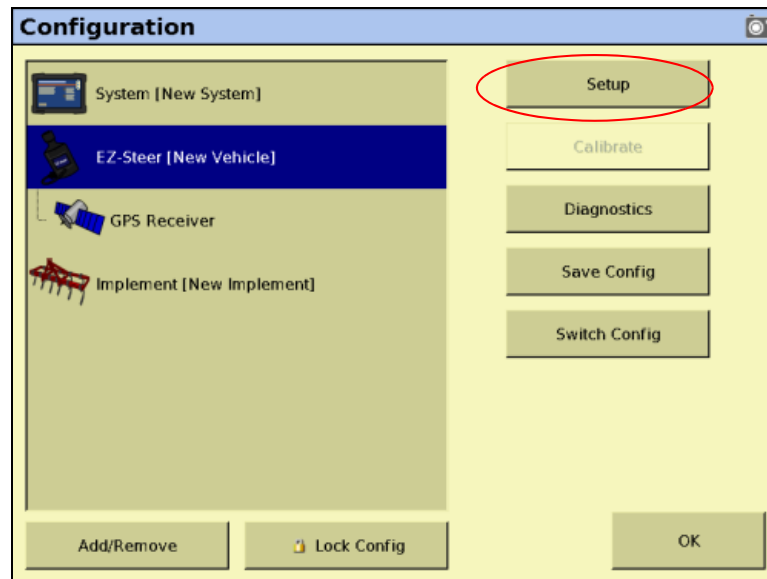 Configuration
System [New System]
EZ-Steer [New Vehicle]
GPS Receiver
Implement [New Implement]
Setup
Calibrate
Diagnostics
Save Config
Switch Config
Add/Remove
Lock Config
OK